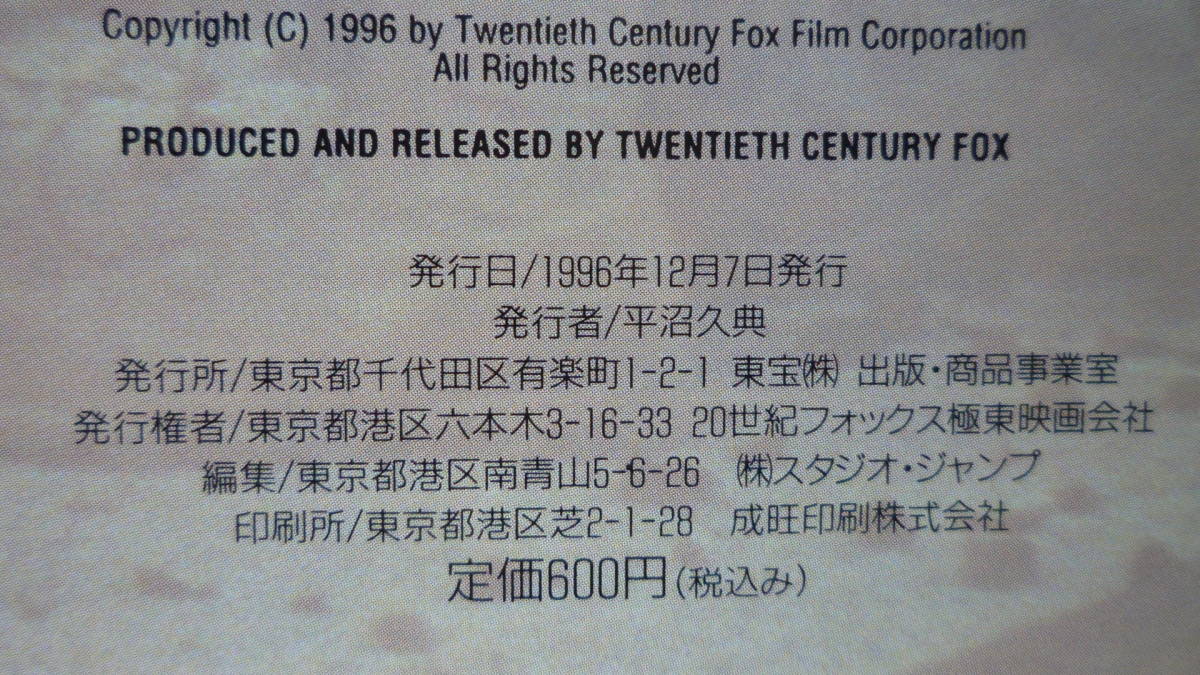 Copyright (C) 1996 by Twentieth Century Fox Film Corporation
All Rights Reserved
PRODUCED AND RELEASED BY TWENTIETH CENTURY FOX
発行日/1996年12月7日発行
発行者/平沼久典
発行所/東京都千代田区有楽町1-2-1 東宝㈱ 出版・商品事業室
発行権者/東京都港区六本木3-16-33 20世紀フォックス極東映画会社
編集/東京都港区南青山5-6-26 ㈱スタジオ・ジャンプ
印刷所/東京都港区芝2-1-28 成旺印刷株式会社
定価600円(税込み)